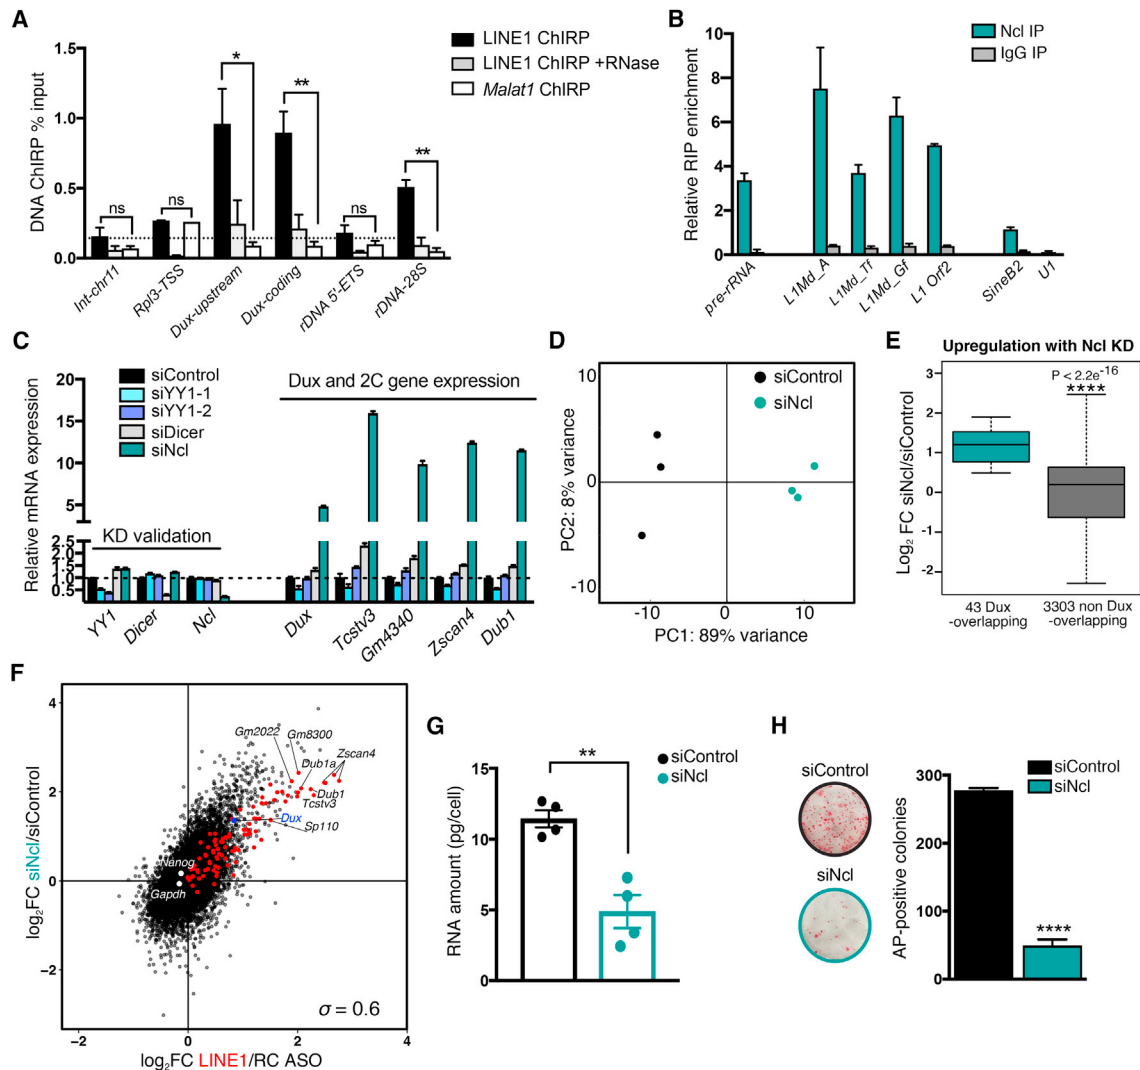 A
DNA ChIRP % input
1.5
1.0
0.5
0.0
LINE1 ChIRP
LINE1 ChIRP +RNase
Malat1 ChIRP
ns
ns
*
**
ns
**
Int-chr11
Rpl3-TSS
Dux-upstream
Dux-coding
rDNA 5'-ETS
rDNA-28S
B
Relative RIP enrichment
10
8
6
4
2
0
Ncl IP
IgG IP
pre-rRNA
L1Md_A
L1Md_Tf
L1Md_Gf
L1 Orf2
SineB2
U1
C
Relative mRNA expression
20
15
10
5
2.5
2.0
1.5
1.0
0.5
siControl
siYY1-1
siYY1-2
siDicer
siNcl
KD validation
Dux and 2C gene expression
YY1
Dicer
Ncl
Dux
Tcstv3
Gm4340
Zscan4
Dub1
D
PC2: 8% variance
10
0
-10
siControl
siNcl
-10
0
10
PC1: 89% variance
E
Upregulation with Ncl KD
P < 2.2e-16
****
Log2 FC siNcl/siControl
3
2
1
0
-1
-2
43 Dux
-overlapping
3303 non Dux
-overlapping
F
log2FC siNcl/siControl
4
2
0
−2
Gm2022
Gm8300
Zscan4
Dub1a
Dub1
Tcstv3
Dux
Sp110
Nanog
Gapdh
σ = 0.6
−2
0
2
4
log2FC LINE1/RC ASO
G
RNA amount (pg/cell)
15
10
5
0
**
siControl
siNcl
H
siControl
siNcl
AP-positive colonies
300
200
100
0
siControl
siNcl
****